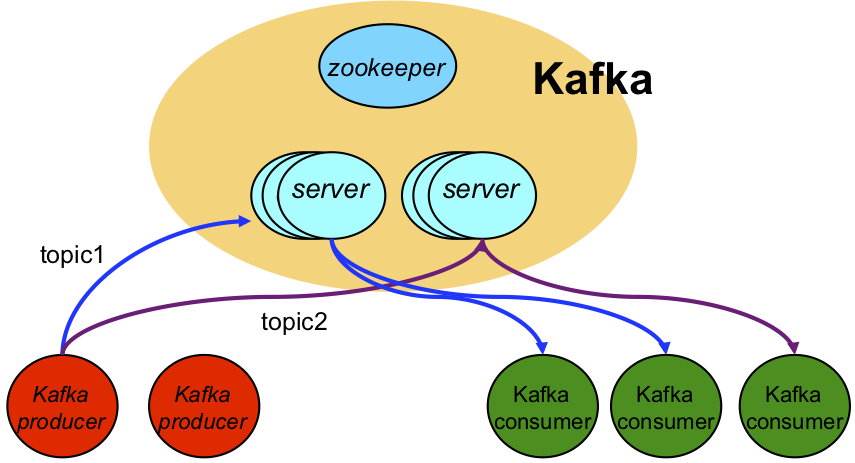 zookeeper
Kafka
server
server
topic1
topic2
Kafka
producer
Kafka
producer
Kafka
consumer
Kafka
consumer
Kafka
consumer